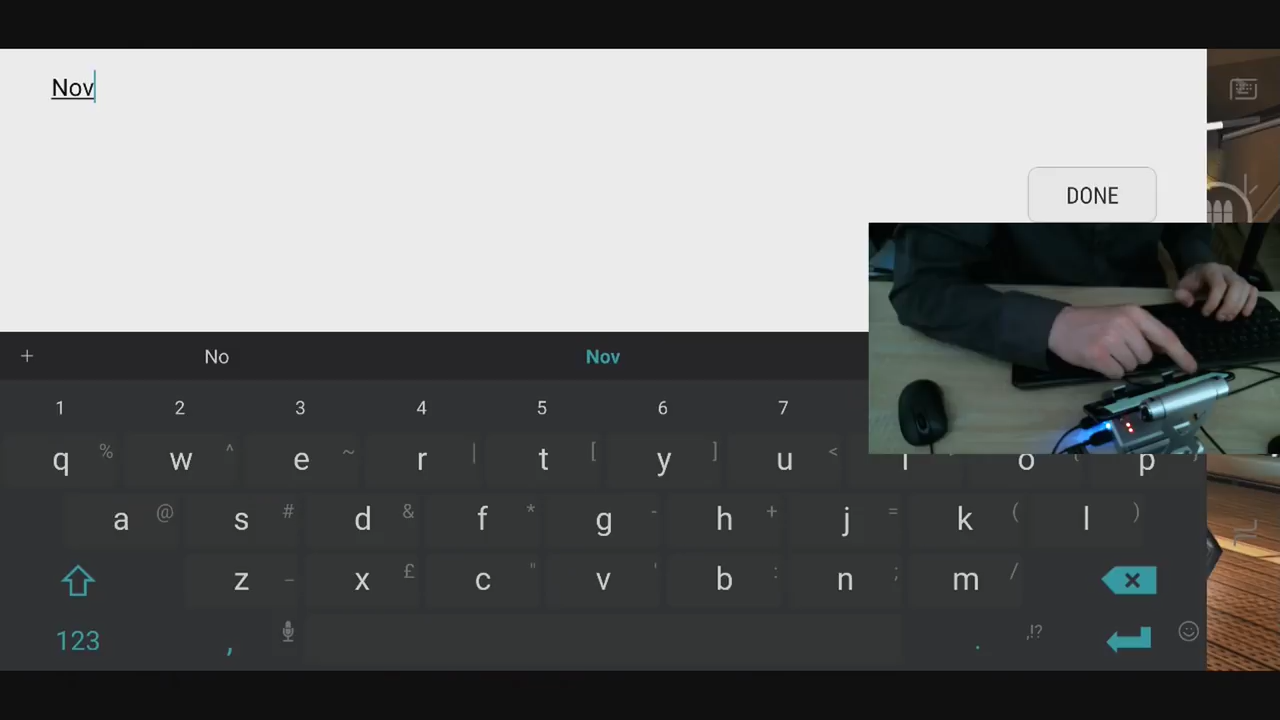 Nov
DONE
+ No Nov
1 2 3 4 5 6 7
q % w ^ e ~ r | t [ y ] u < o p
a @ s # d & f * g - h + j = k ( l )
z _ x £ c " v ' b : n ; m /
123 , . ,!?